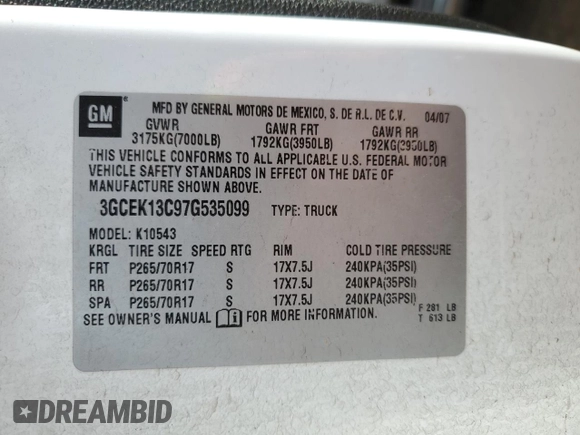 GM ® MFD BY GENERAL MOTORS DE MEXICO, S. DE R.L. DE C.V. 04/07
GVWR GAWR FRT GAWR RR
3175KG(7000LB) 1792KG(3950LB) 1792KG(3950LB)
THIS VEHICLE CONFORMS TO ALL APPLICABLE U.S. FEDERAL MOTOR
VEHICLE SAFETY STANDARDS IN EFFECT ON THE DATE OF
MANUFACTURE SHOWN ABOVE.
3GCEK13C97G535099 TYPE: TRUCK
MODEL: K10543
KRGL TIRE SIZE SPEED RTG RIM COLD TIRE PRESSURE
FRT P265/70R17 S 17X7.5J 240KPA(35PSI)
RR P265/70R17 S 17X7.5J 240KPA(35PSI)
SPA P265/70R17 S 17X7.5J 240KPA(35PSI)
SEE OWNER'S MANUAL FOR MORE INFORMATION.
F 281 LB
T 613 LB
DREAMBID